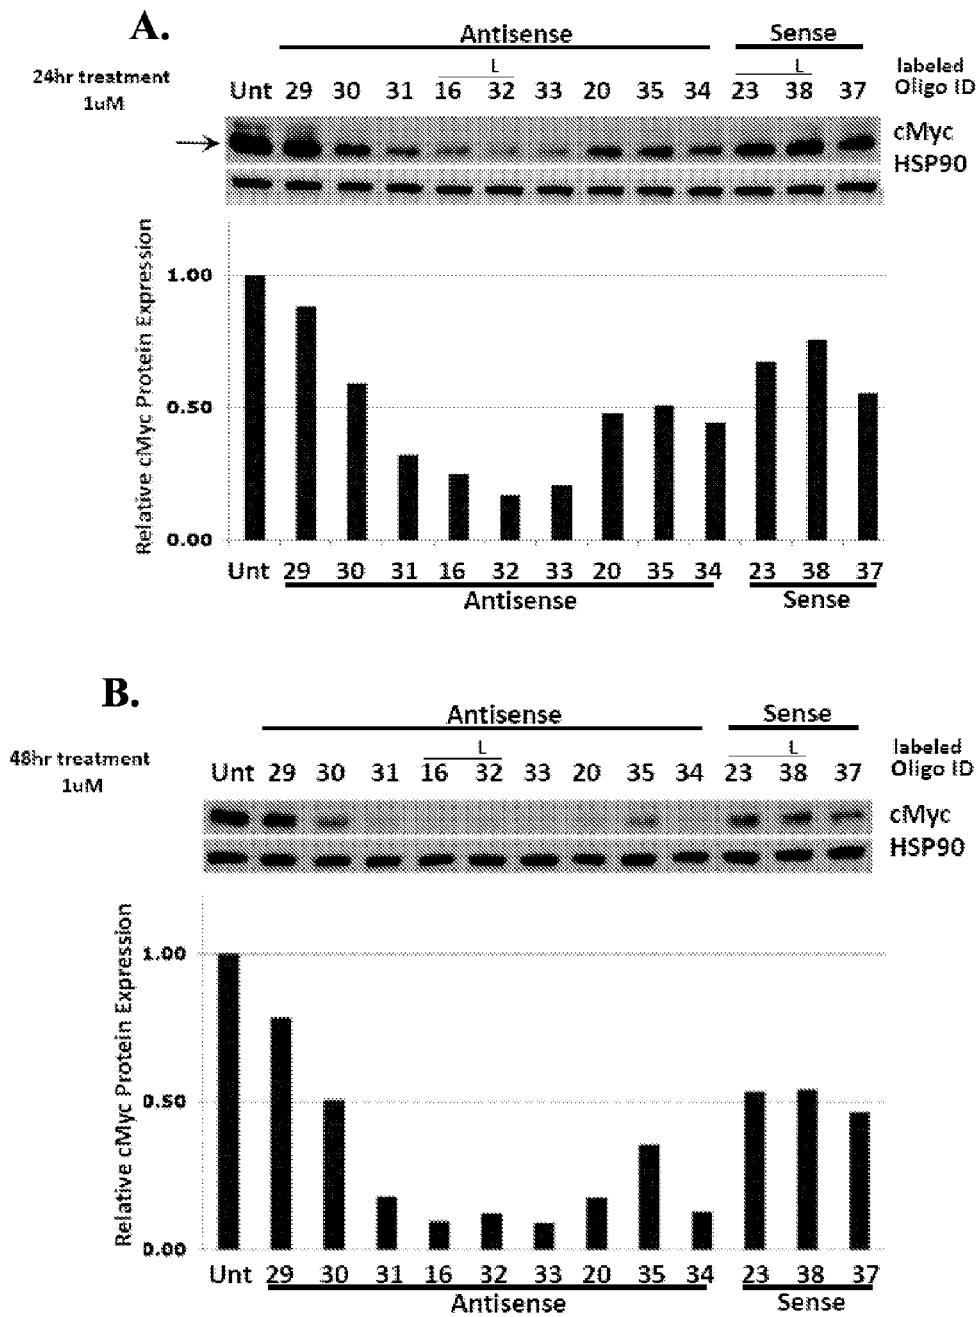 A.
Antisense Sense
24hr treatment
1uM
L L
labeled
Unt 29 30 31 16 32 33 20 35 34 23 38 37 Oligo ID
cMyc
HSP90
Relative cMyc Protein Expression
1.00
0.50
0.00
Unt 29 30 31 16 32 33 20 35 34 23 38 37
Antisense Sense
B.
Antisense Sense
48hr treatment
1uM
L L
labeled
Unt 29 30 31 16 32 33 20 35 34 23 38 37 Oligo ID
cMyc
HSP90
Relative cMyc Protein Expression
1.00
0.50
0.00
Unt 29 30 31 16 32 33 20 35 34 23 38 37
Antisense Sense